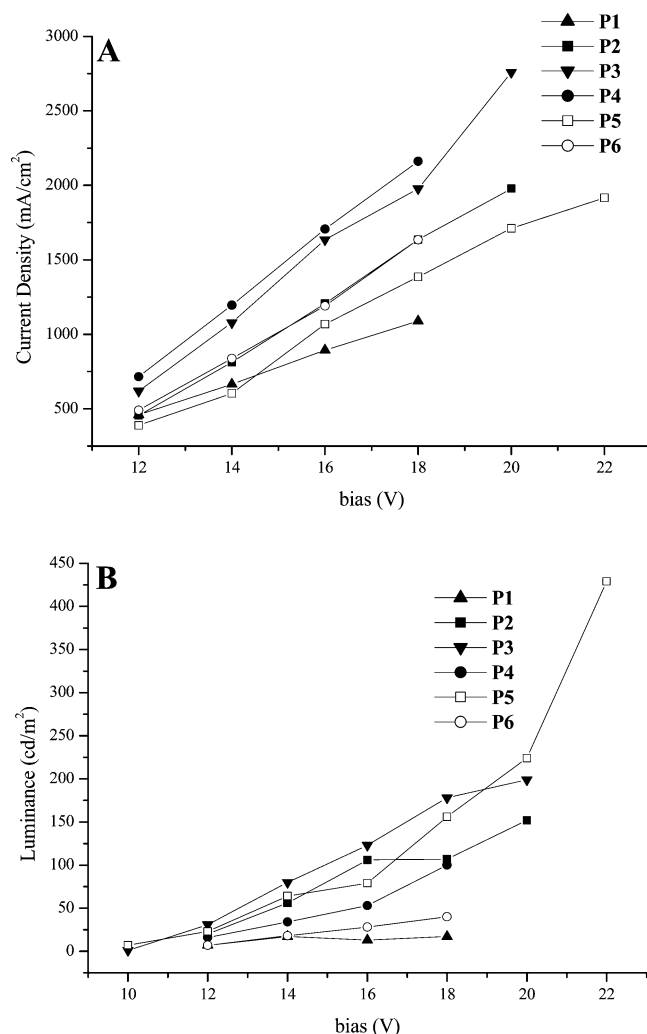 A
P1
P2
P3
P4
P5
P6
3000
2500
2000
1500
1000
500
Current Density (mA/cm²)
12 14 16 18 20 22
bias (V)
B
P1
P2
P3
P4
P5
P6
450
400
350
300
250
200
150
100
50
0
Luminance (cd/m²)
10 12 14 16 18 20 22
bias (V)